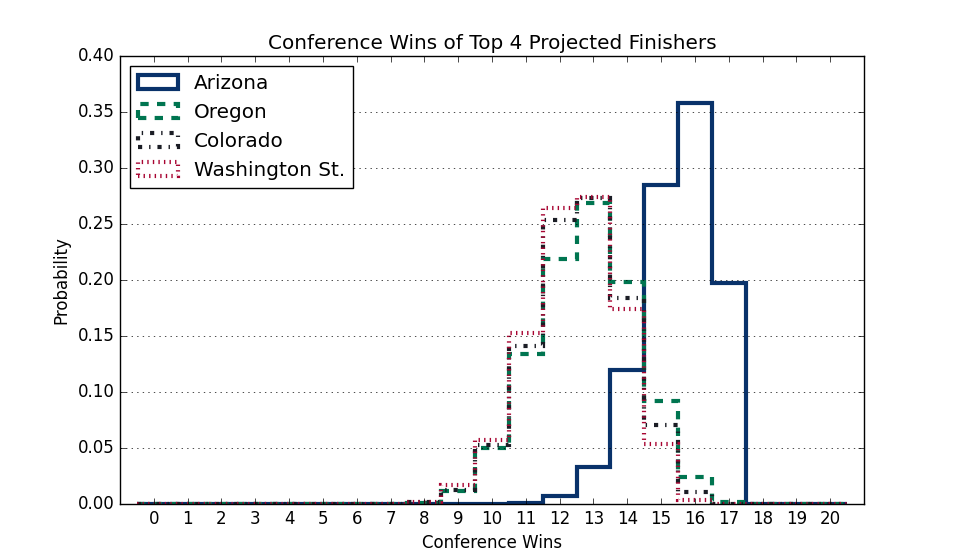 Conference Wins of Top 4 Projected Finishers
0.40
0.35
0.30
0.25
0.20
0.15
0.10
0.05
0.00
Probability
Arizona
Oregon
Colorado
Washington St.
0 1 2 3 4 5 6 7 8 9 10 11 12 13 14 15 16 17 18 19 20
Conference Wins